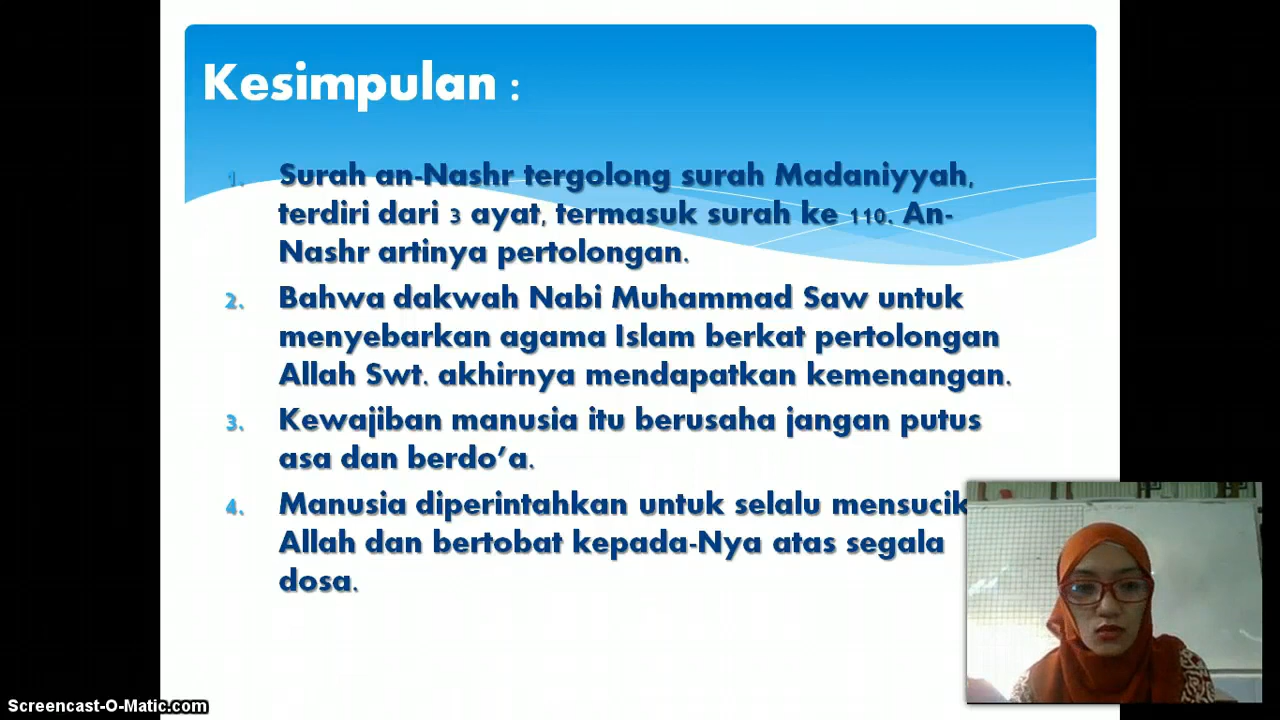 Kesimpulan :
1. Surah an-Nashr tergolong surah Madaniyyah,
terdiri dari 3 ayat, termasuk surah ke 110. An-
Nashr artinya pertolongan.
2. Bahwa dakwah Nabi Muhammad Saw untuk
menyebarkan agama Islam berkat pertolongan
Allah Swt. akhirnya mendapatkan kemenangan.
3. Kewajiban manusia itu berusaha jangan putus
asa dan berdo’a.
4. Manusia diperintahkan untuk selalu mensucik
Allah dan bertobat kepada-Nya atas segala
dosa.
Screencast-O-Matic.com